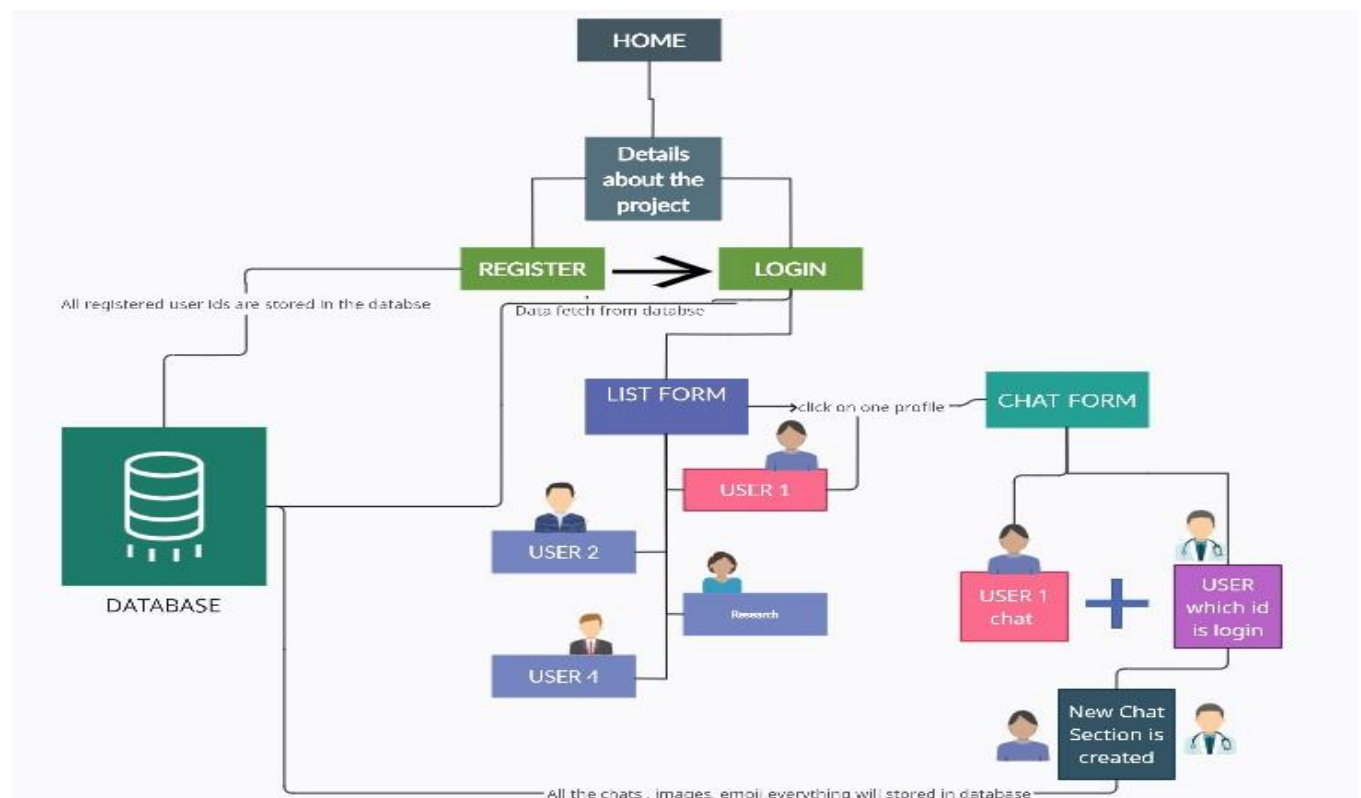 HOME
Details
about the
project
REGISTER
LOGIN
All registered user ids are stored in the databse
Data fetch from databse
LIST FORM
click on one profile
CHAT FORM
USER 1
USER 2
DATABASE
Research
USER 4
USER 1
chat
USER
which id
is login
New Chat
Section is
created
All the chats , images, emoji everything will stored in database